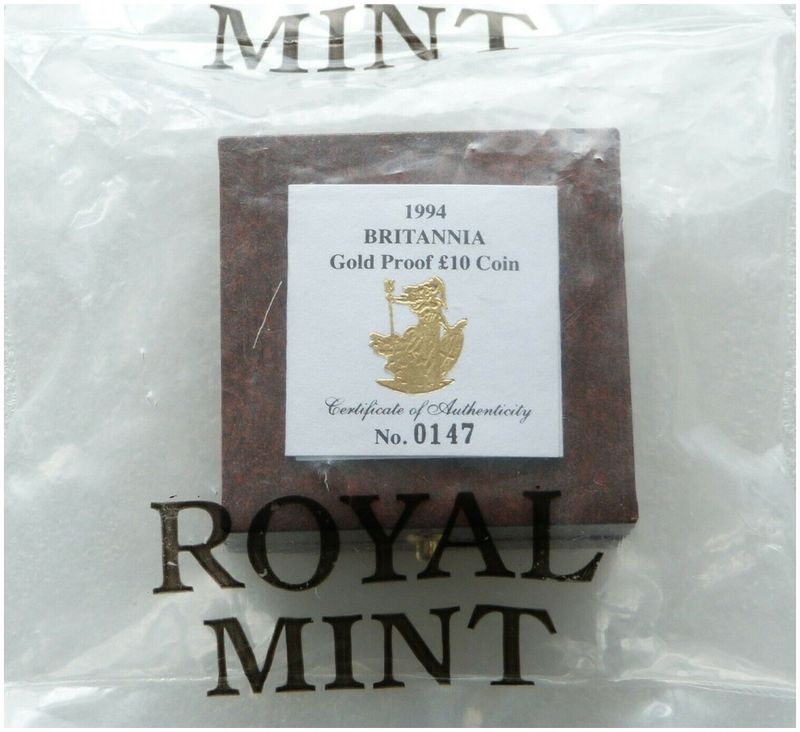 MINT
1994
BRITANNIA
Gold Proof £10 Coin
Certificate of Authenticity
No. 0147
ROYAL
MINT